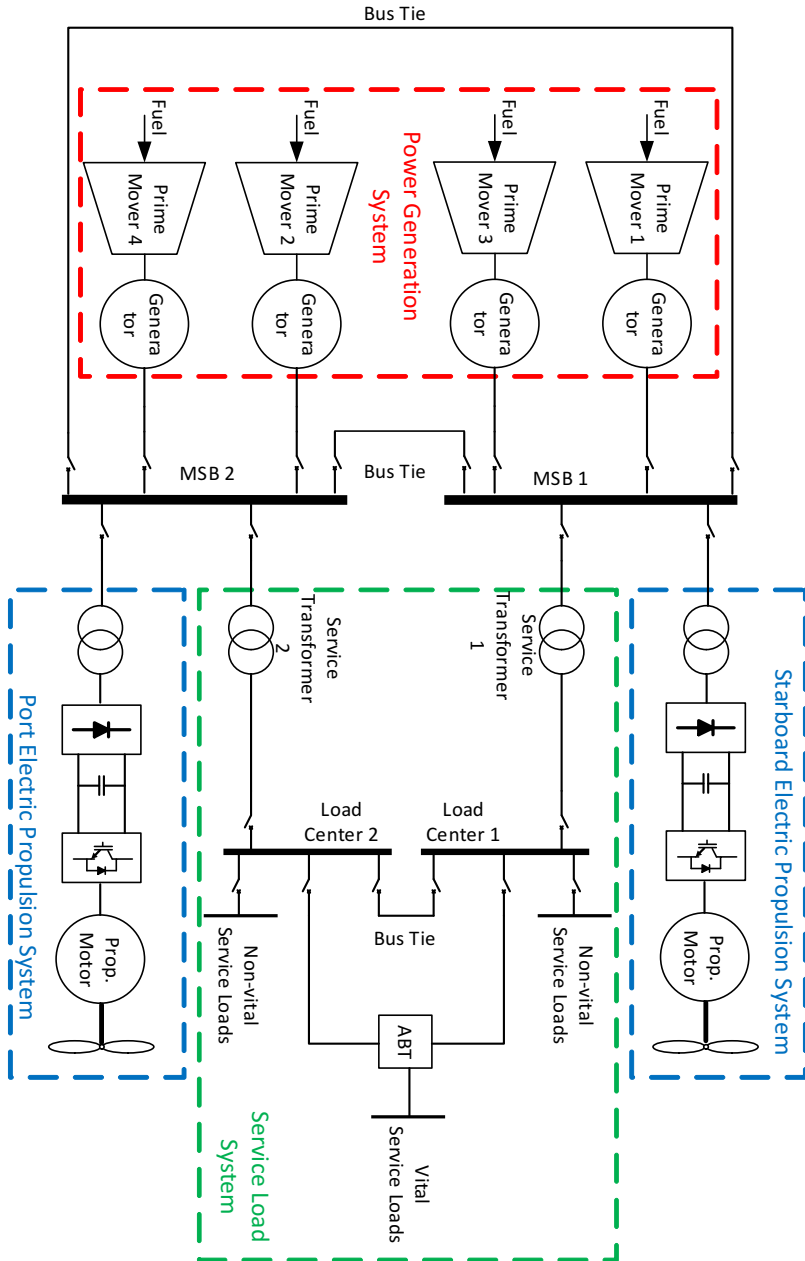 Bus Tie
Fuel
Fuel
Fuel
Fuel
Prime
Mover 4
Prime
Mover 2
Power Generation
System
Prime
Mover 3
Prime
Mover 1
Genera
tor
Genera
tor
Genera
tor
Genera
tor
MSB 2
Bus Tie
MSB 1
Service
Transformer
2
Service
Transformer
1
Port Electric Propulsion System
Starboard Electric Propulsion System
Load
Center 2
Load
Center 1
Prop.
Motor
Non-vital
Service Loads
Bus Tie
Non-vital
Service Loads
Prop.
Motor
ABT
Vital
Service Loads
Service Load
System